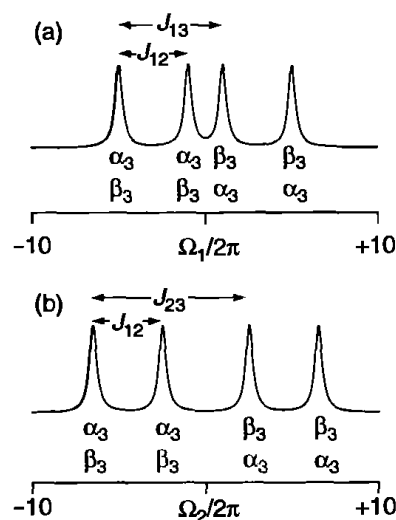 (a)
J13
J12
α3 α3 β3 β3
β3 β3 α3 α3
−10 Ω1/2π +10
(b)
J23
J12
α3 α3 β3 β3
β3 β3 α3 α3
−10 Ω2/2π +10